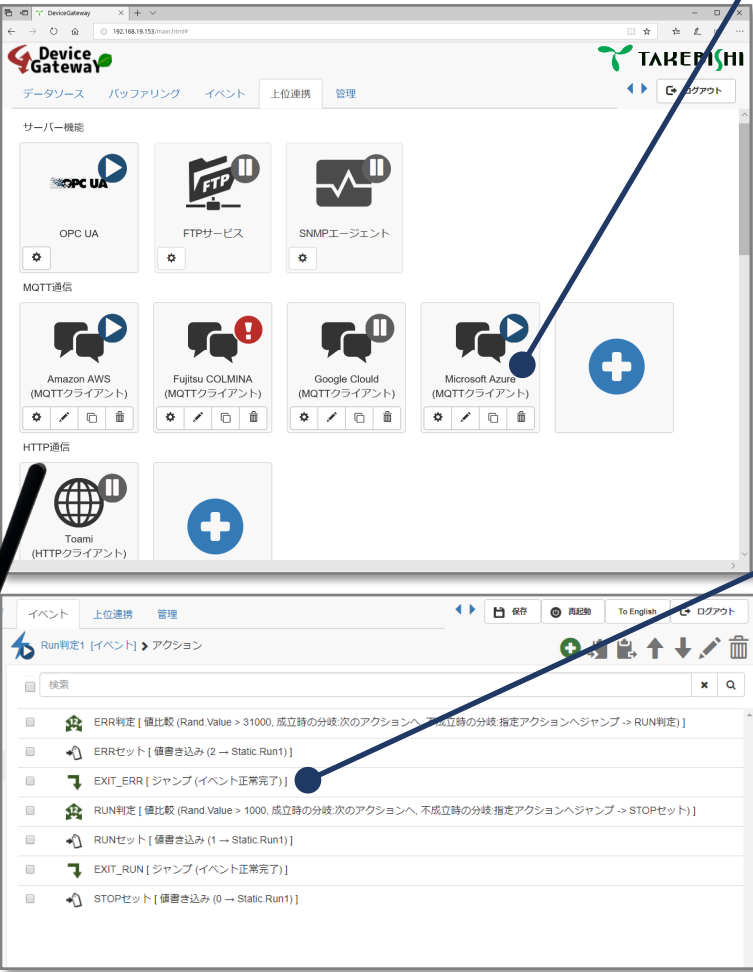 DeviceGateway
192.168.19.153/main.html#
Device
Gateway
TAKEBISHI
データソース バッファリング イベント 上位連携 管理
ログアウト
サーバー機能
OPC UA
FTP
OPC UA FTPサービス SNMPエージェント
MQTT通信
Amazon AWS Fujitsu COLMINA Google Clould Microsoft Azure
(MQTTクライアント) (MQTTクライアント) (MQTTクライアント) (MQTTクライアント)
HTTP通信
Toami
(HTTPクライアント)
イベント 上位連携 管理 保存 再起動 To English ログアウト
Run判定1 [イベント] アクション
検索
ERR判定 [ 値比較 (Rand.Value > 31000, 成立時の分岐:次のアクションへ, 不成立時の分岐:指定アクションへジャンプ -> RUN判定) ]
ERRセット [ 値書き込み (2 → Static.Run1) ]
EXIT_ERR [ ジャンプ (イベント正常完了) ]
RUN判定 [ 値比較 (Rand.Value > 1000, 成立時の分岐:次のアクションへ, 不成立時の分岐:指定アクションへジャンプ -> STOPセット) ]
RUNセット [ 値書き込み (1 → Static.Run1) ]
EXIT_RUN [ ジャンプ (イベント正常完了) ]
STOPセット [ 値書き込み (0 → Static.Run1) ]